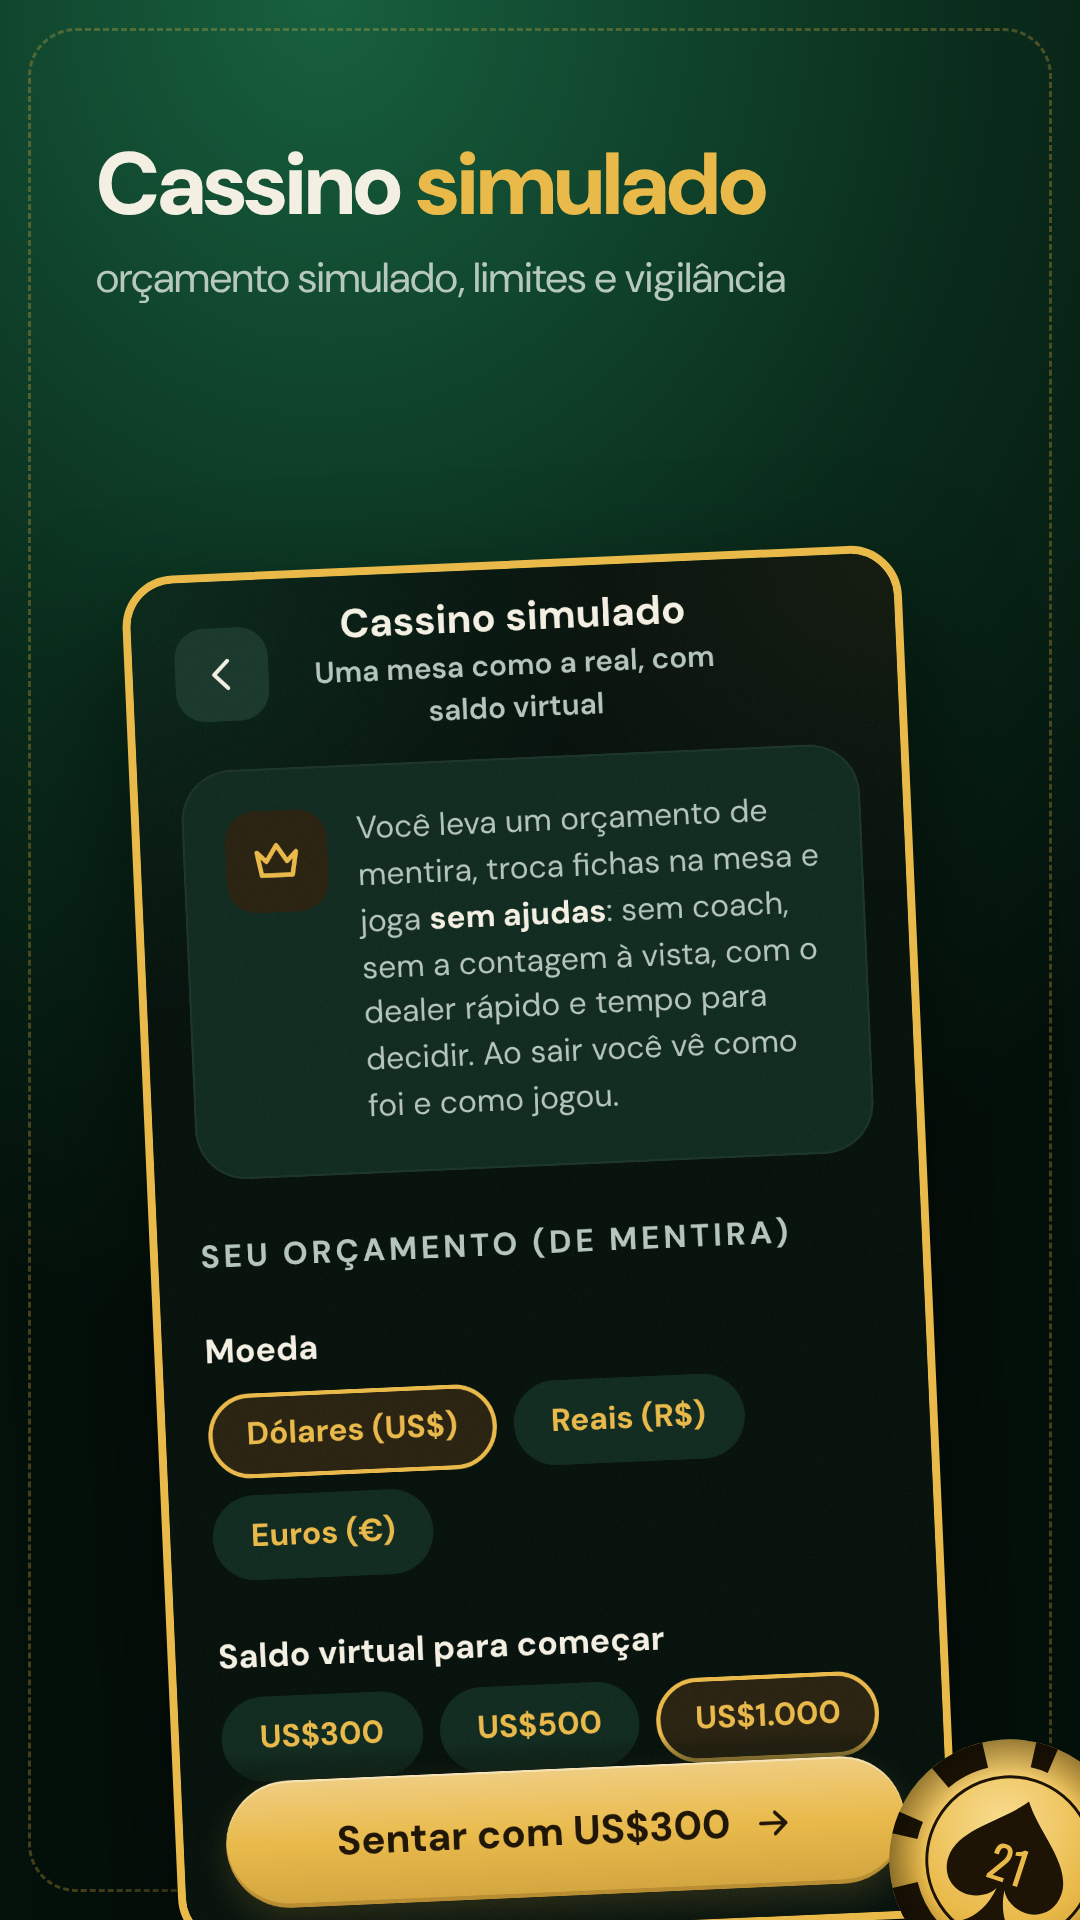 Cassino simulado
orçamento simulado, limites e vigilância
Cassino simulado
Uma mesa como a real, com
saldo virtual
Você leva um orçamento de
mentira, troca fichas na mesa e
joga sem ajudas: sem coach,
sem a contagem à vista, com o
dealer rápido e tempo para
decidir. Ao sair você vê como
foi e como jogou.
SEU ORÇAMENTO (DE MENTIRA)
Moeda
Dólares (US$)
Reais (R$)
Euros (€)
Saldo virtual para começar
US$300
US$500
US$1.000
Sentar com US$300 →
21